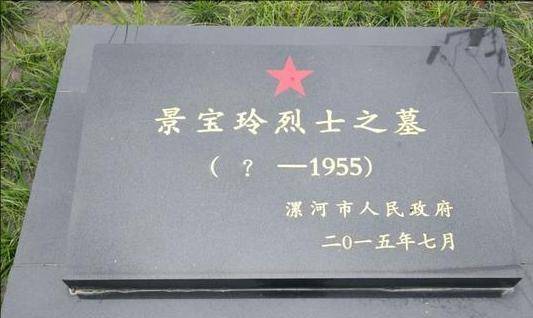 景宝玲烈士之墓
（ ？ —1955）
漯河市人民政府
二0一五年七月